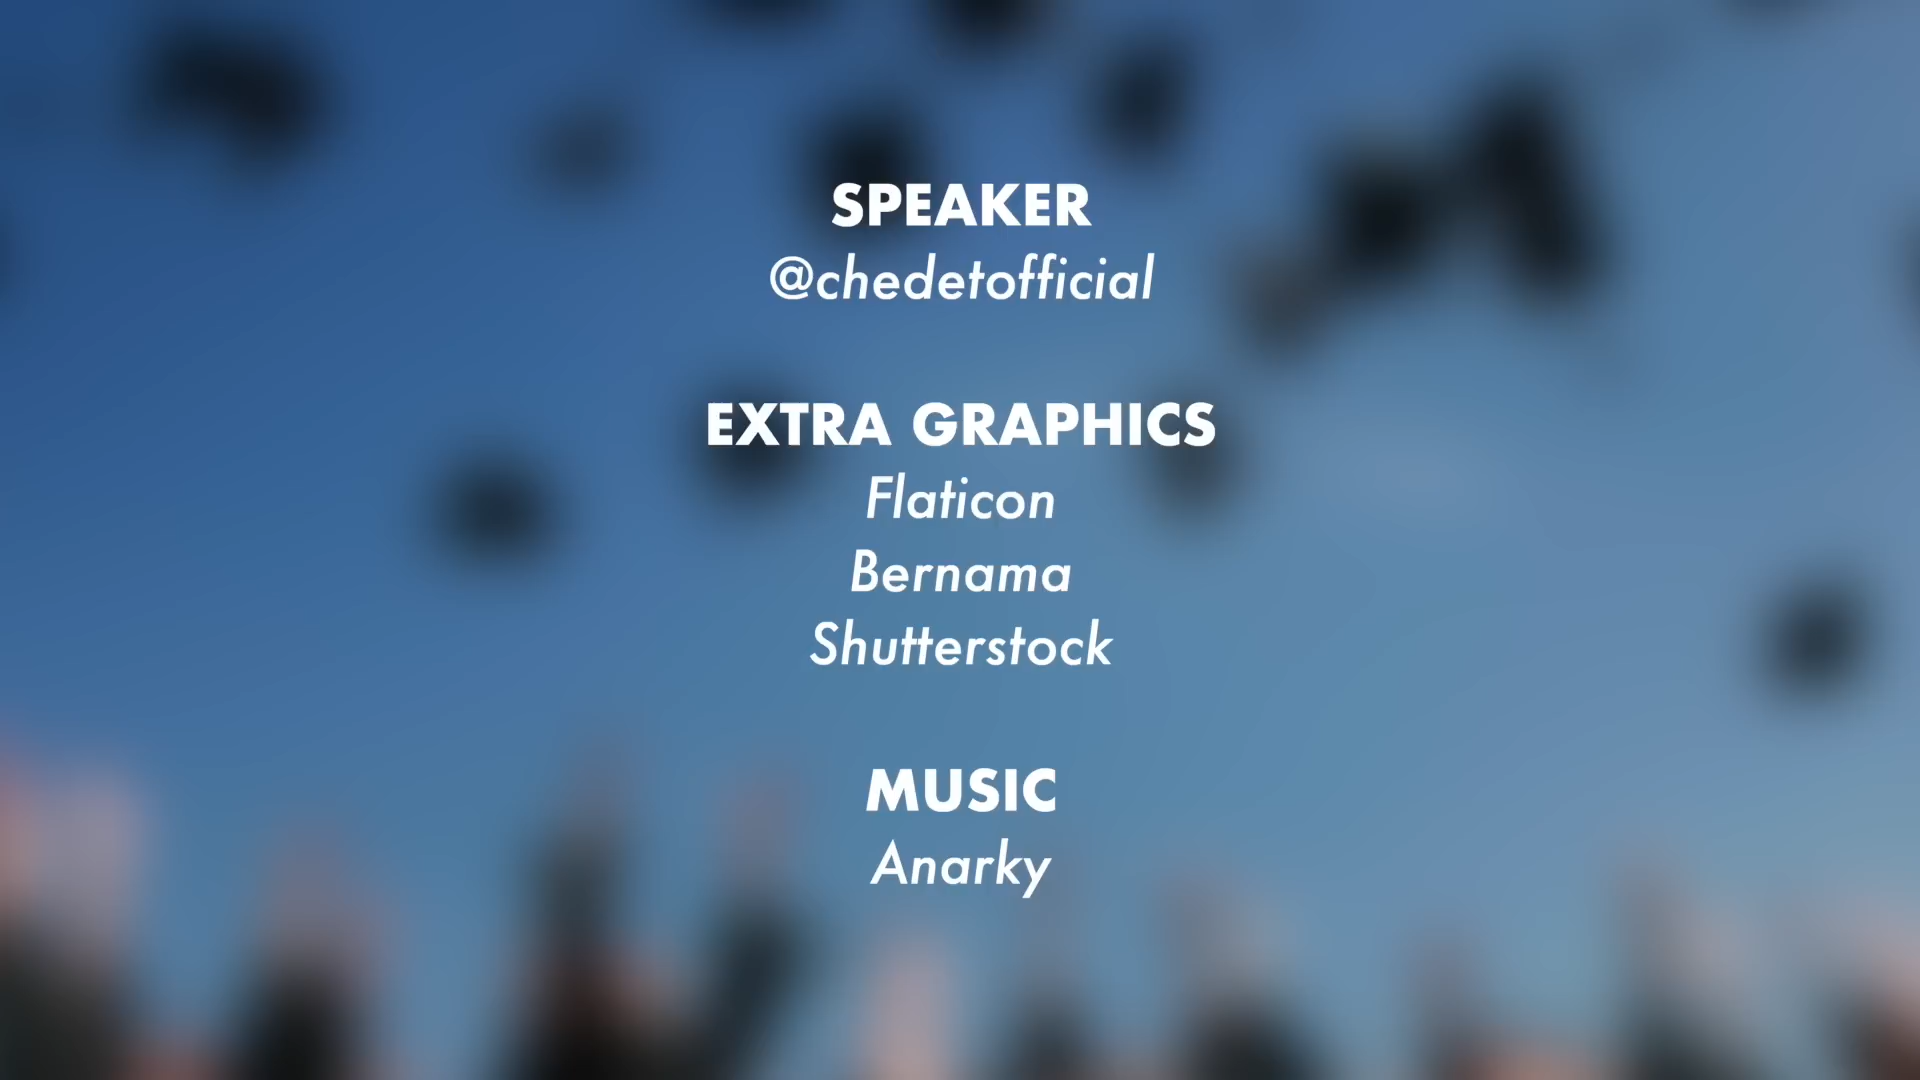 SPEAKER
@chedetofficial
EXTRA GRAPHICS
Flaticon
Bernama
Shutterstock
MUSIC
Anarky